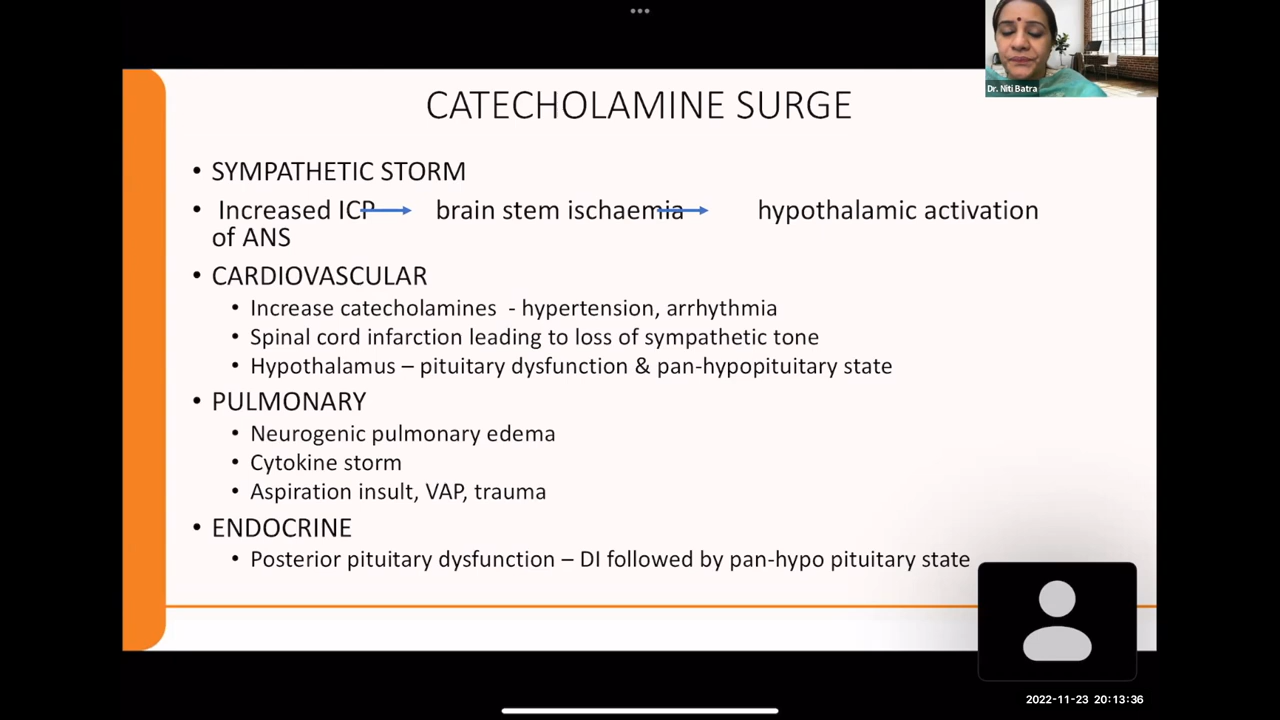 Dr. Niti Batra
CATECHOLAMINE SURGE
• SYMPATHETIC STORM
• Increased ICP → brain stem ischaemia → hypothalamic activation
of ANS
• CARDIOVASCULAR
• Increase catecholamines - hypertension, arrhythmia
• Spinal cord infarction leading to loss of sympathetic tone
• Hypothalamus – pituitary dysfunction & pan-hypopituitary state
• PULMONARY
• Neurogenic pulmonary edema
• Cytokine storm
• Aspiration insult, VAP, trauma
• ENDOCRINE
• Posterior pituitary dysfunction – DI followed by pan-hypo pituitary state
2022-11-23 20:13:36